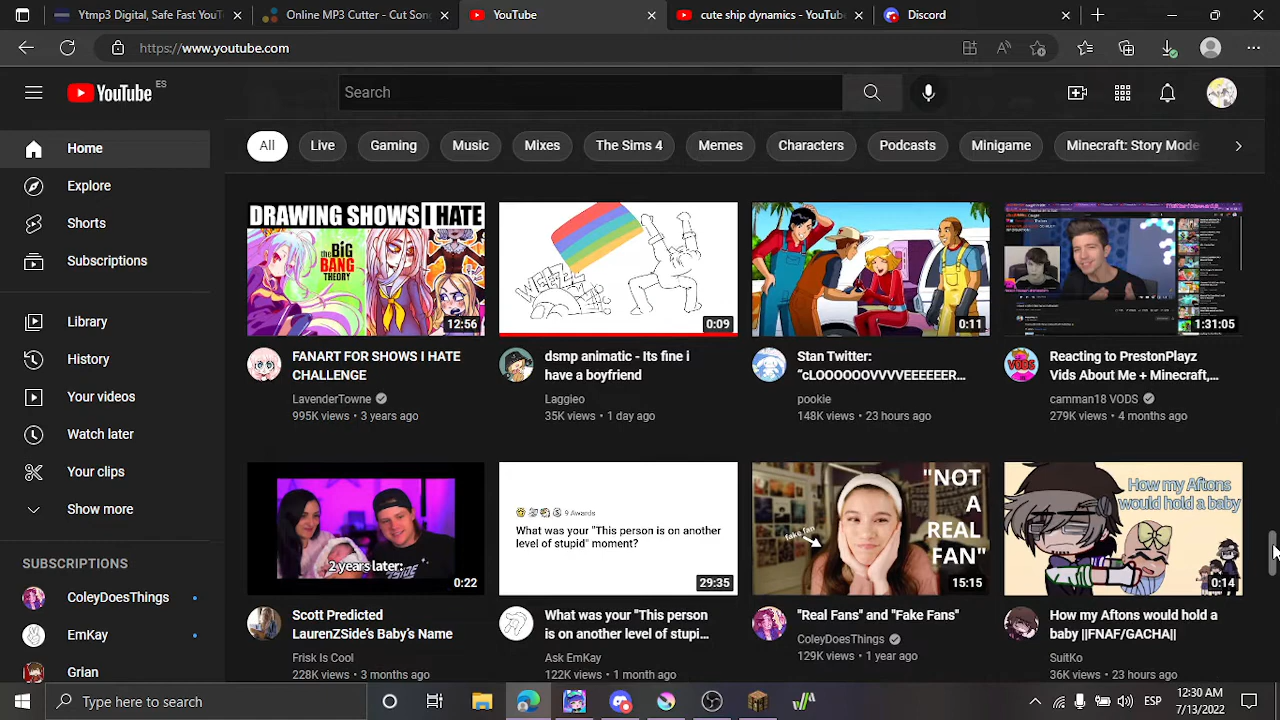 Ytmp3 Digital, Safe Fast YouT
Online MP3 Cutter - Cut Song
YouTube
cute ship dynamics - YouTube
Discord
https://www.youtube.com
YouTube ES
Search
All
Live
Gaming
Music
Mixes
The Sims 4
Memes
Characters
Podcasts
Minigame
Minecraft: Story Mode
Home
Explore
Shorts
Subscriptions
Library
History
Your videos
Watch later
Your clips
Show more
SUBSCRIPTIONS
ColeyDoesThings
EmKay
Grian
DRAWING SHOWS I HATE
the BIG
BANG
THEORY
12:56
FANART FOR SHOWS I HATE
CHALLENGE
LavenderTowne
995K views • 3 years ago
0:09
dsmp animatic - Its fine i
have a boyfriend
Laggieo
35K views • 1 day ago
0:11
Stan Twitter:
“cLOOOOOOVVVVEEEEEER...
pookie
148K views • 23 hours ago
VODS
1:31:05
Reacting to PrestonPlayz
Vids About Me + Minecraft,...
camman18 VODS
279K views • 4 months ago
2 years later:
0:22
Scott Predicted
LaurenZSide's Baby's Name
Frisk Is Cool
228K views • 3 months ago
9 Awards
What was your "This person is on another
level of stupid" moment?
29:35
What was your "This person
is on another level of stupi...
Ask EmKay
122K views • 1 month ago
"NOT
A
REAL
FAN"
fake fan
15:15
"Real Fans" and "Fake Fans"
ColeyDoesThings
129K views • 1 year ago
How my Aftons
would hold a baby
0:14
How my Aftons would hold a
baby ||FNAF/GACHA||
SuitKo
36K views • 23 hours ago
Type here to search
ESP
12:30 AM
7/13/2022